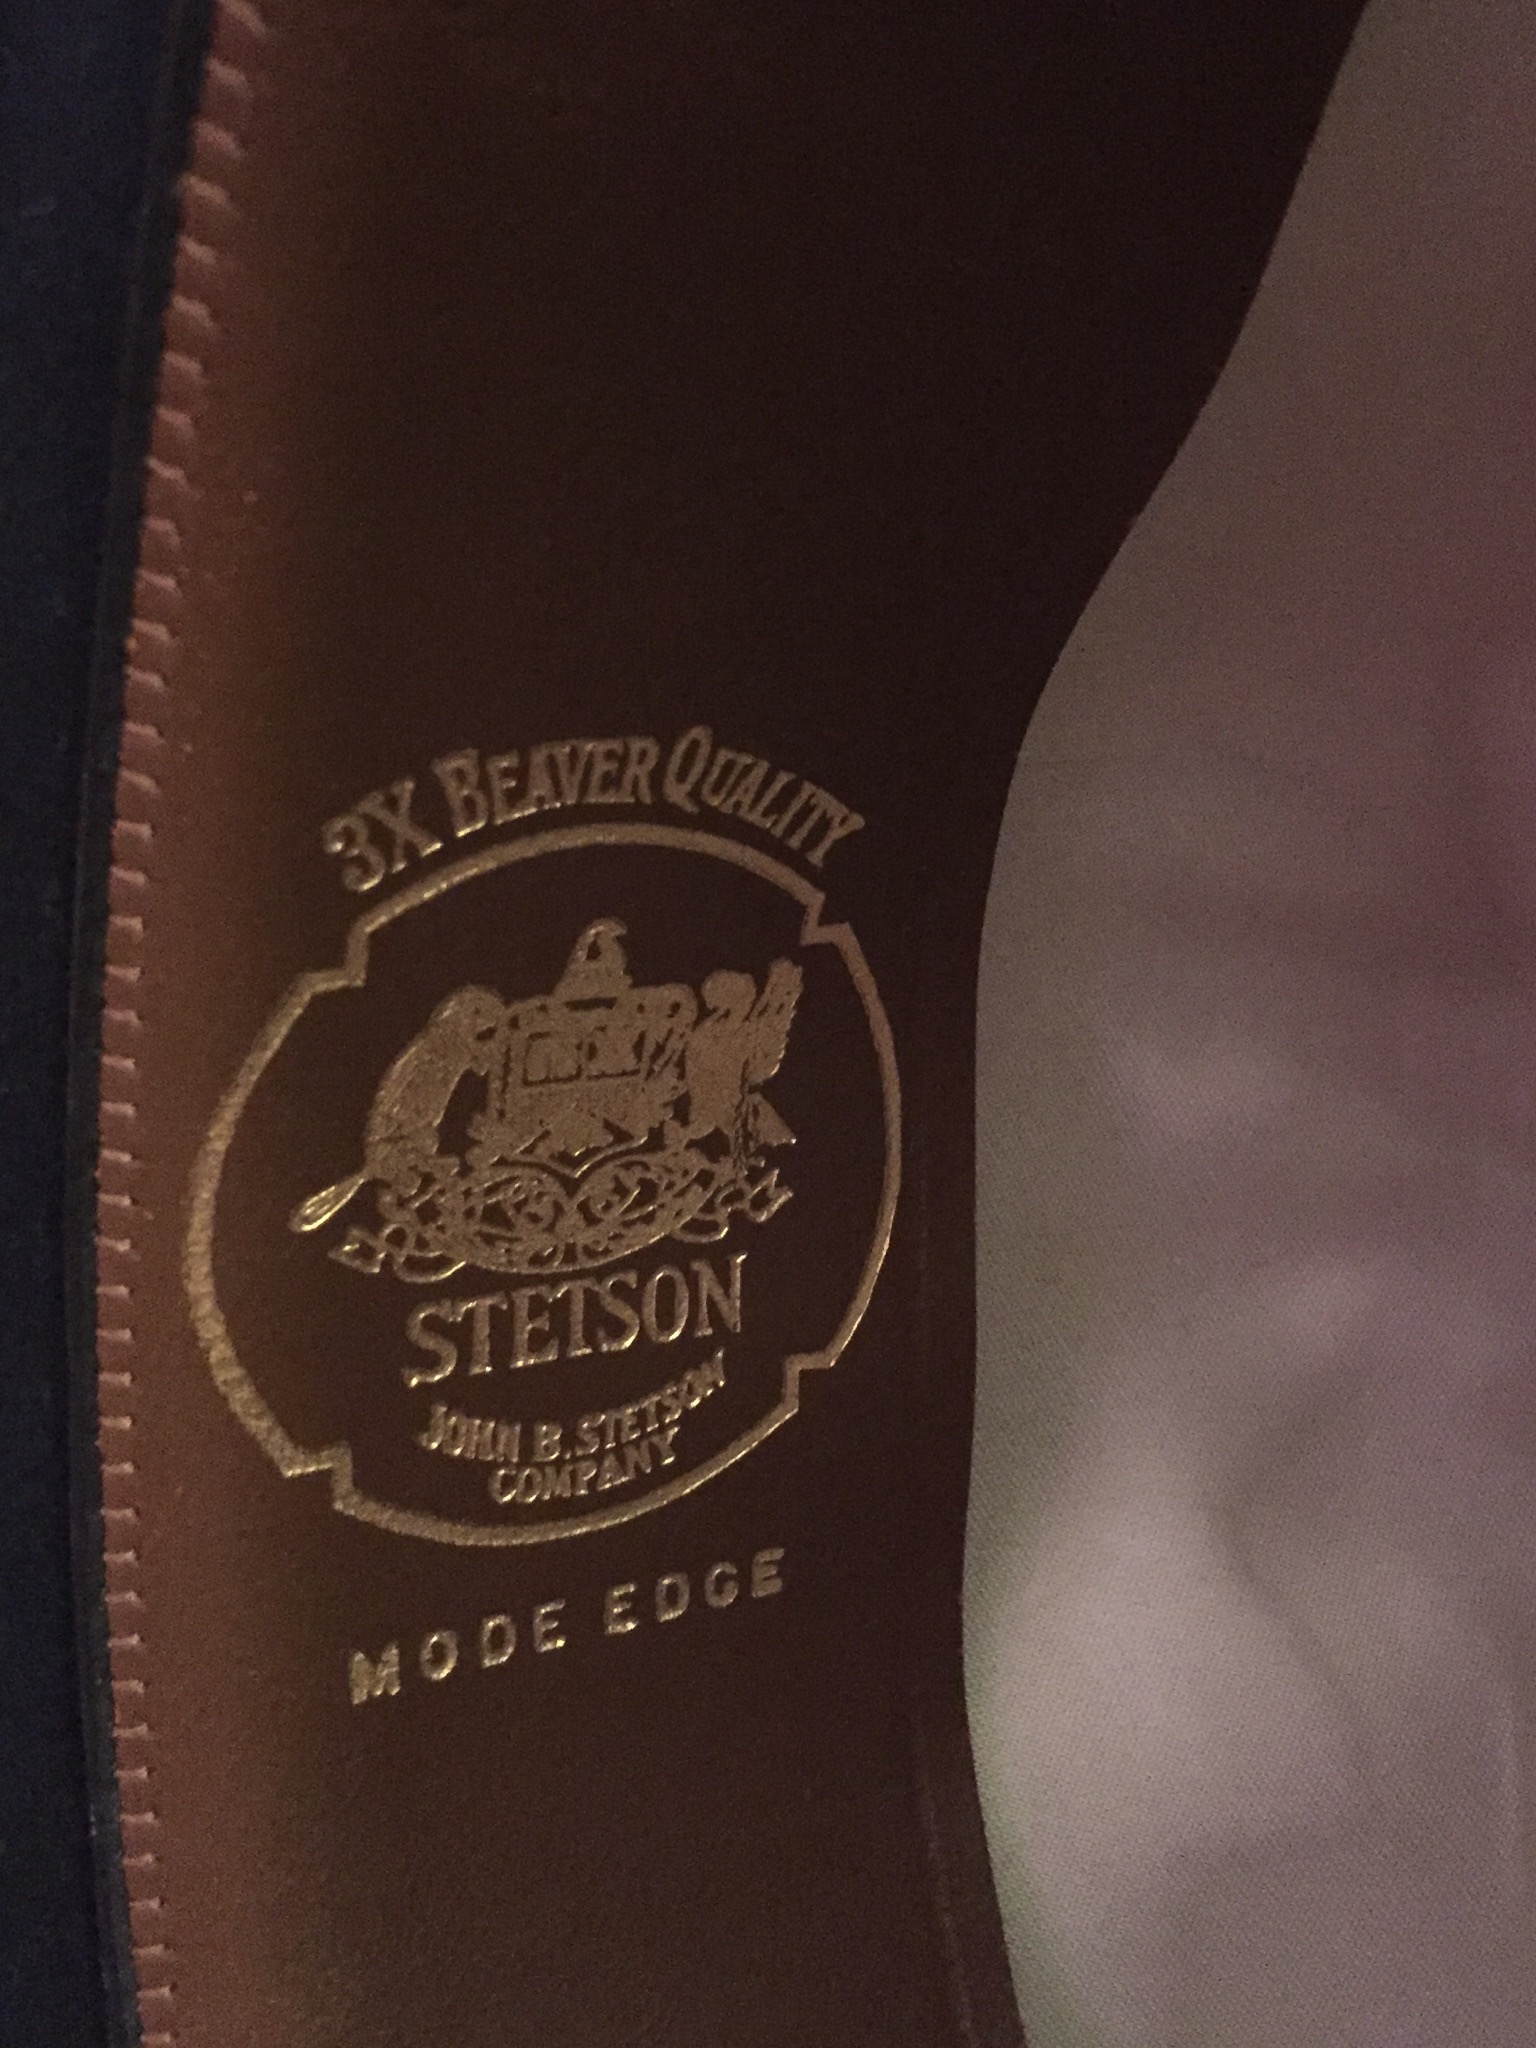 3X BEAVER QUALITY
STETSON
JOHN B. STETSON
COMPANY
MODE EDGE